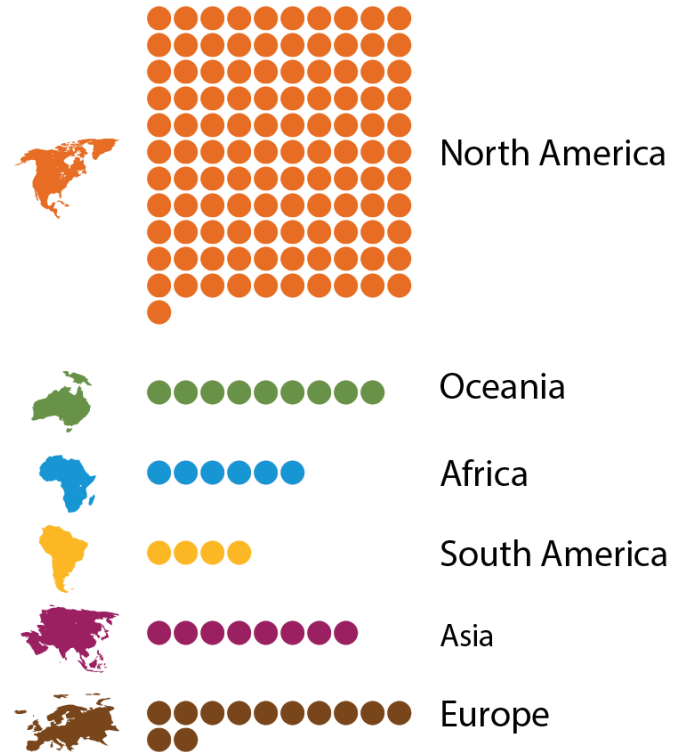 North America
Oceania
Africa
South America
Asia
Europe